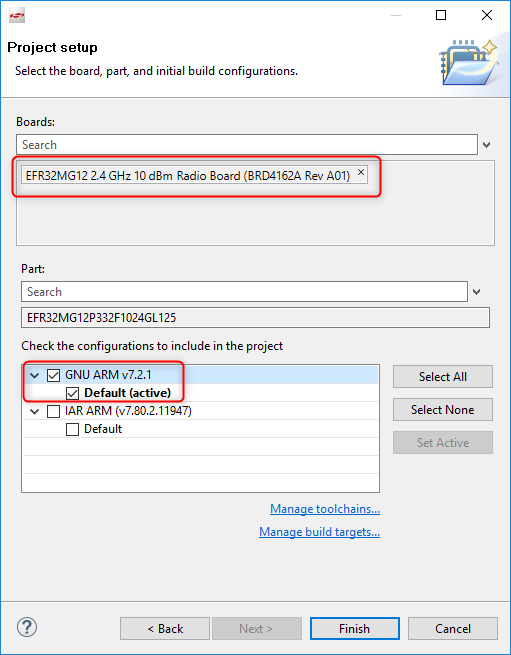 Project setup
Select the board, part, and initial build configurations.
Boards:
Search
EFR32MG12 2.4 GHz 10 dBm Radio Board (BRD4162A Rev A01) ×
Part:
Search
EFR32MG12P332F1024GL125
Check the configurations to include in the project
GNU ARM v7.2.1
Default (active)
IAR ARM (v7.80.2.11947)
Default
Select All
Select None
Set Active
Manage toolchains...
Manage build targets...
?
< Back
Next >
Finish
Cancel